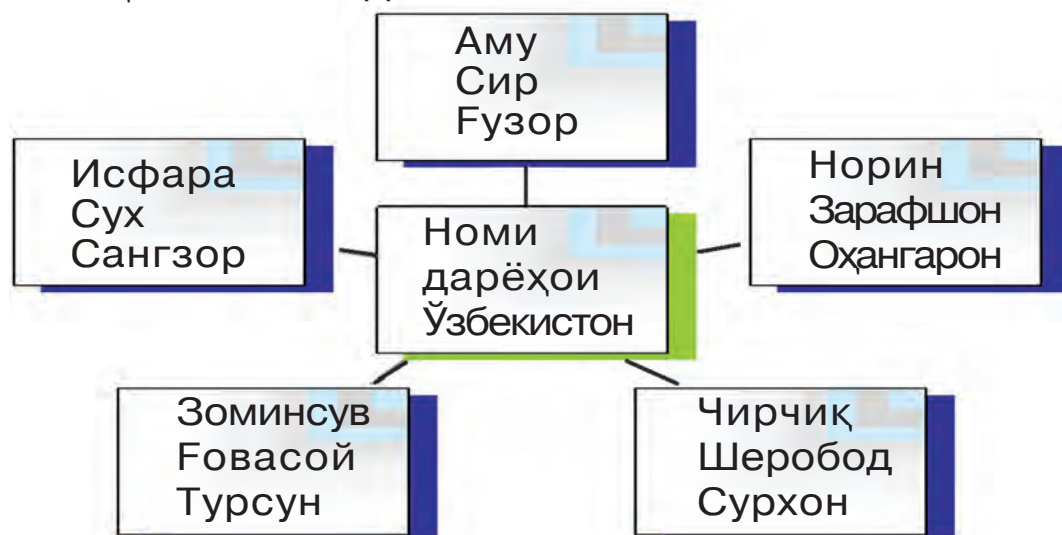 Аму
Сир
Ғузор
Исфара
Сух
Сангзор
Номи
дарёҳои
Ўзбекистон
Норин
Зарафшон
Оҳангарон
Зоминсув
Ғовасой
Турсун
Чирчиқ
Шеробод
Сурхон